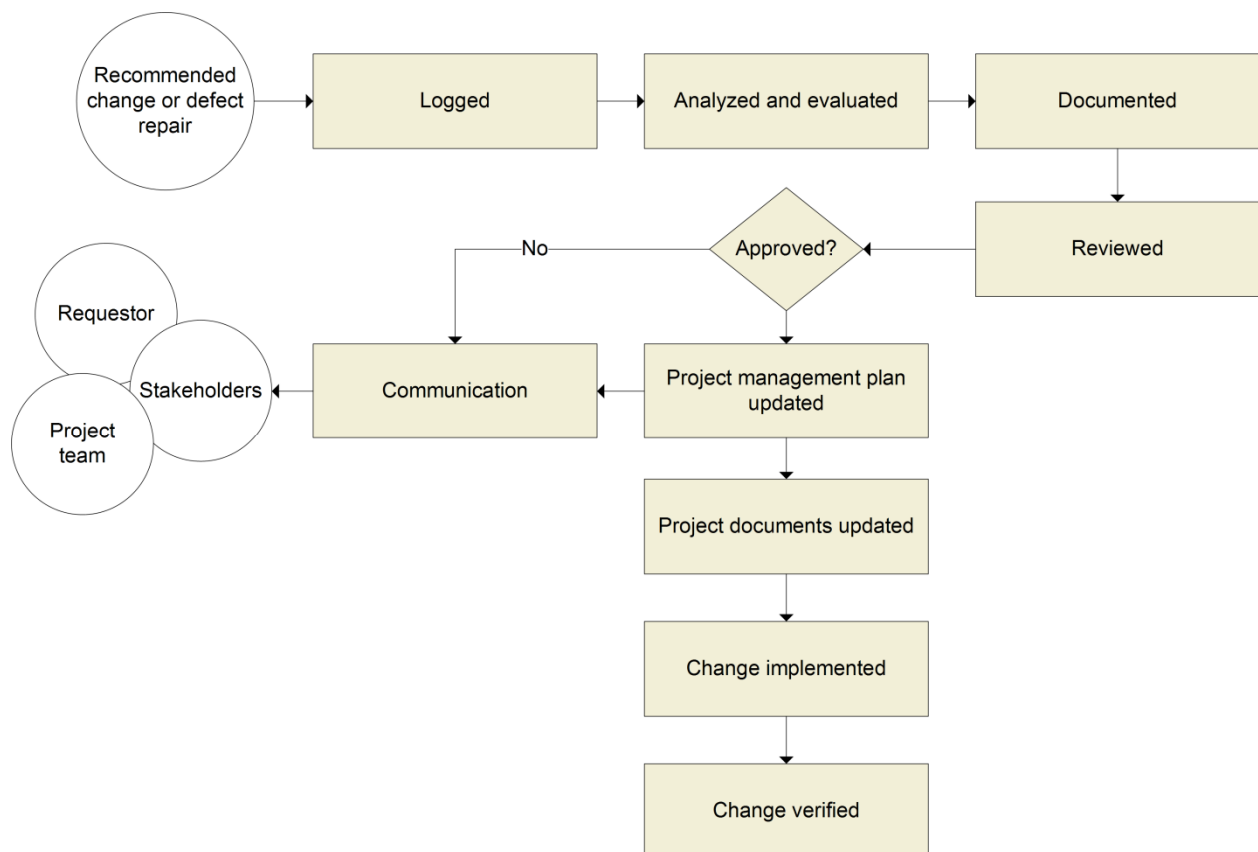 Recommended
change or defect
repair
Logged
Analyzed and evaluated
Documented
Reviewed
Approved?
No
Requestor
Stakeholders
Project
team
Communication
Project management plan
updated
Project documents updated
Change implemented
Change verified